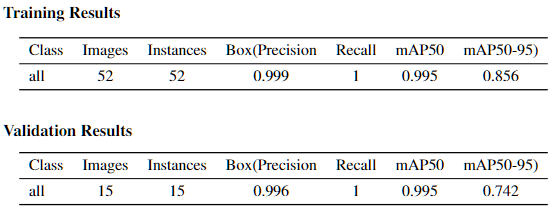 Training Results
Class Images Instances Box(Precision Recall mAP50 mAP50-95)
all 52 52 0.999 1 0.995 0.856
Validation Results
Class Images Instances Box(Precision Recall mAP50 mAP50-95)
all 15 15 0.996 1 0.995 0.742